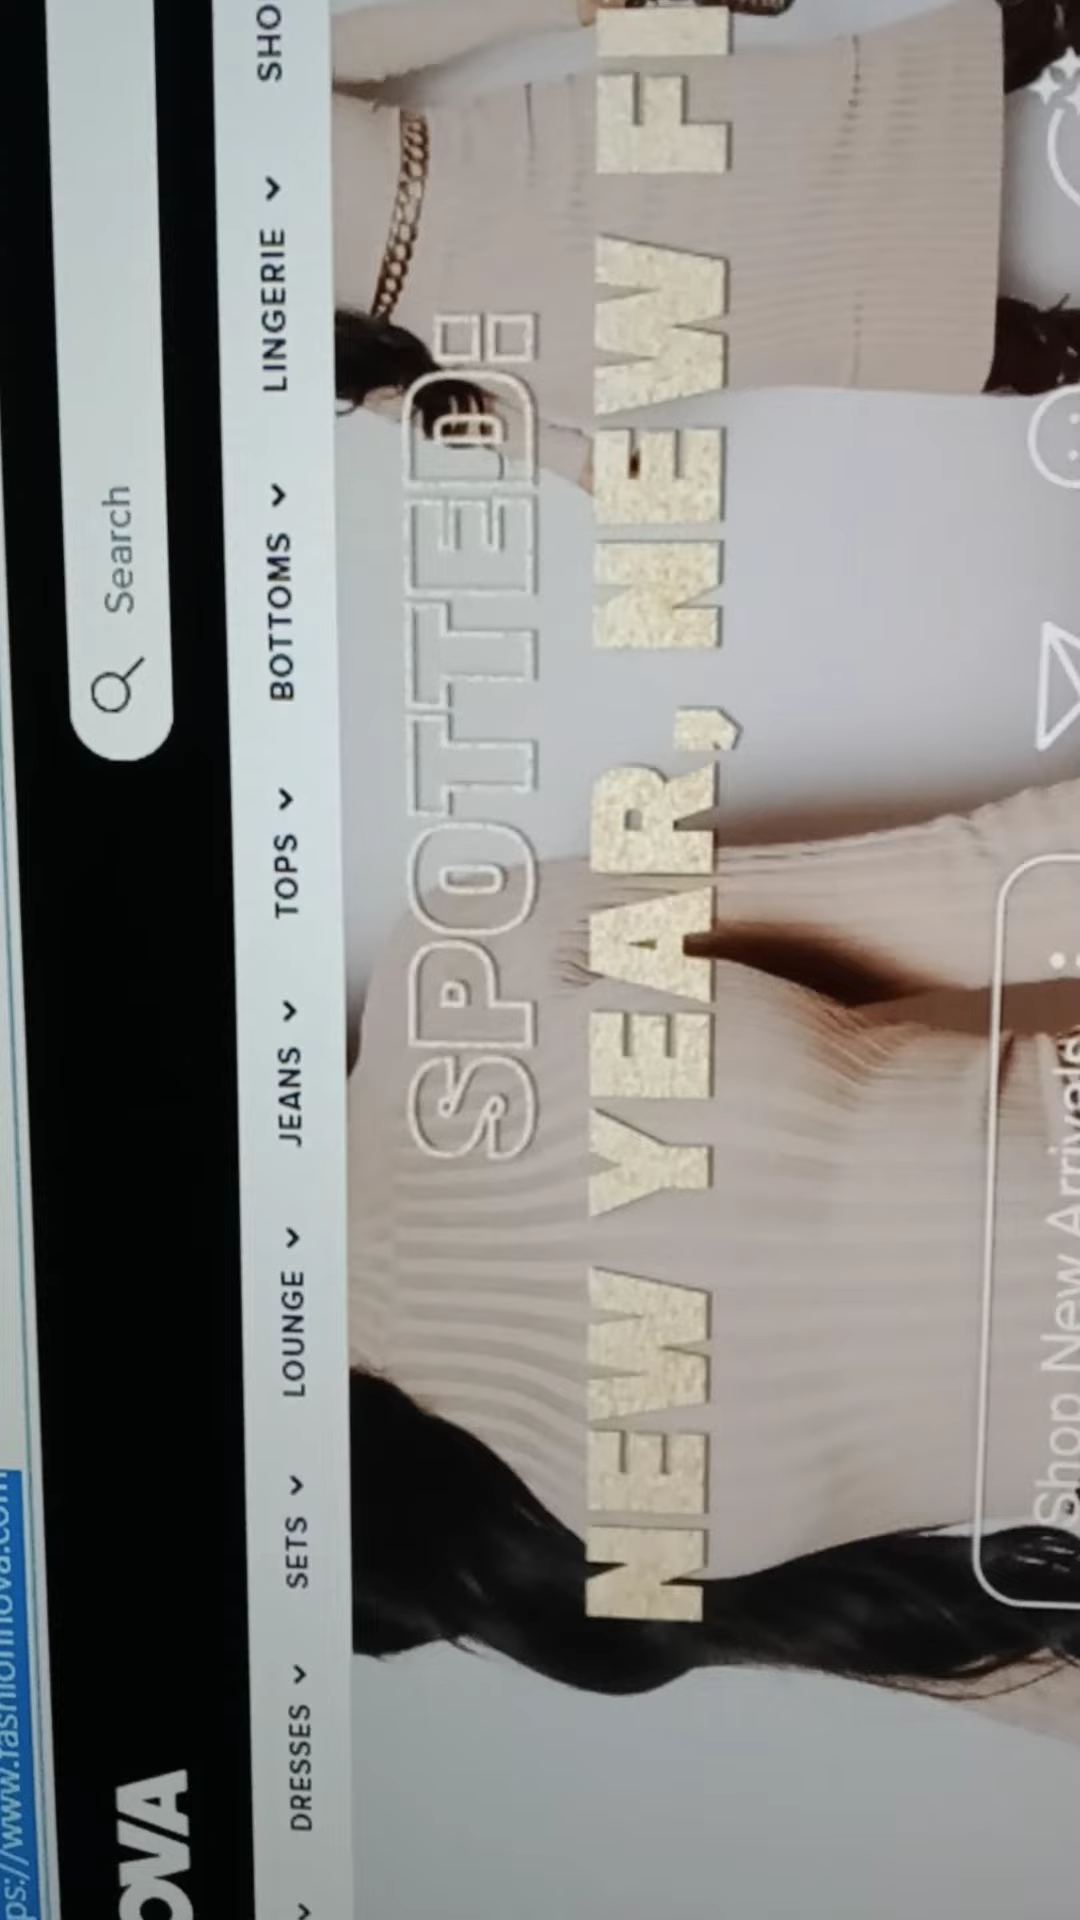 ps://www.fashionnova.com
OVA
Search
DRESSES SETS LOUNGE JEANS TOPS BOTTOMS LINGERIE SHO
SPOTTED:
NEW YEAR, NEW F
Shop New Arrivals